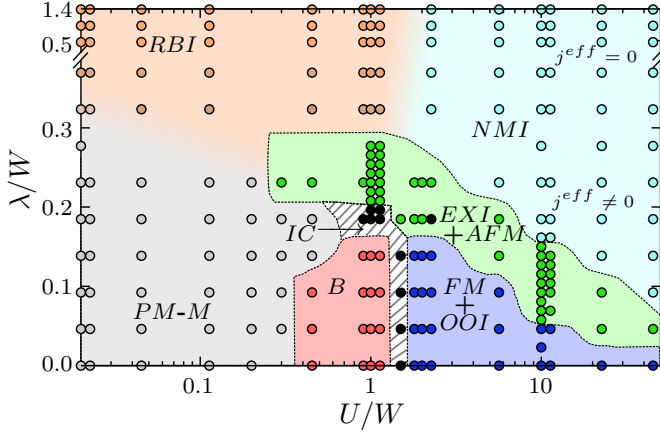 1.4
0.5
0.3
0.2
0.1
0.0
λ/W
RBI
j^{eff} = 0
NMI
j^{eff} ≠ 0
EXI
+AFM
IC
B
FM
+
OOI
PM-M
0.1
1
10
U/W